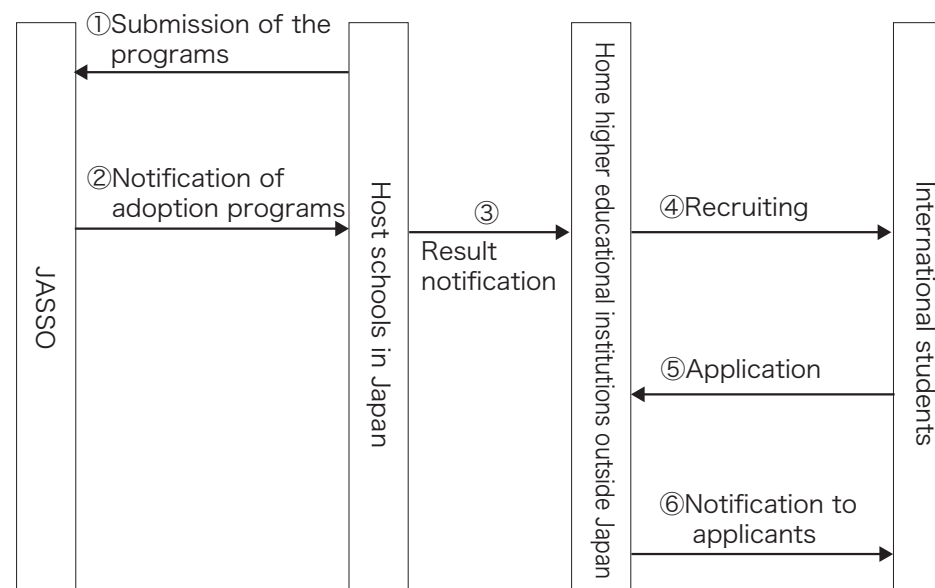 ①Submission of the
programs
②Notification of
adoption programs
③
Result
notification
④Recruiting
⑤Application
⑥Notification to
applicants
JASSO
Host schools in Japan
Home higher educational institutions outside Japan
International students